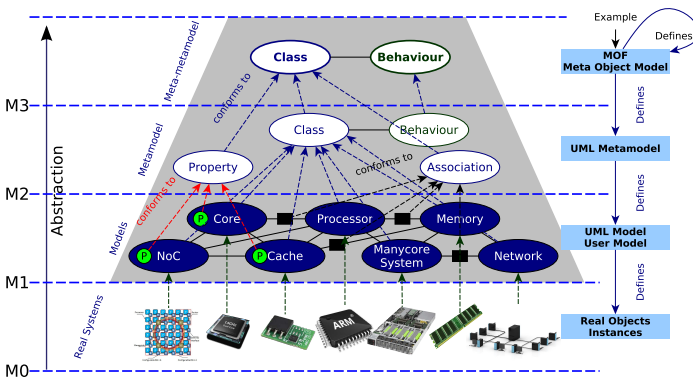 Example
Defines
Meta-metamodel
Class
Behaviour
MOF
Meta Object Model
conforms to
M3
Defines
Metamodel
Class
Behaviour
UML Metamodel
Property
conforms to
Association
Abstraction
M2
Defines
conforms to
Models
P
Core
Processor
Memory
UML Model
User Model
P
NoC
P
Cache
Manycore
System
Network
M1
Defines
Real Systems
ARM
Real Objects
Instances
M0